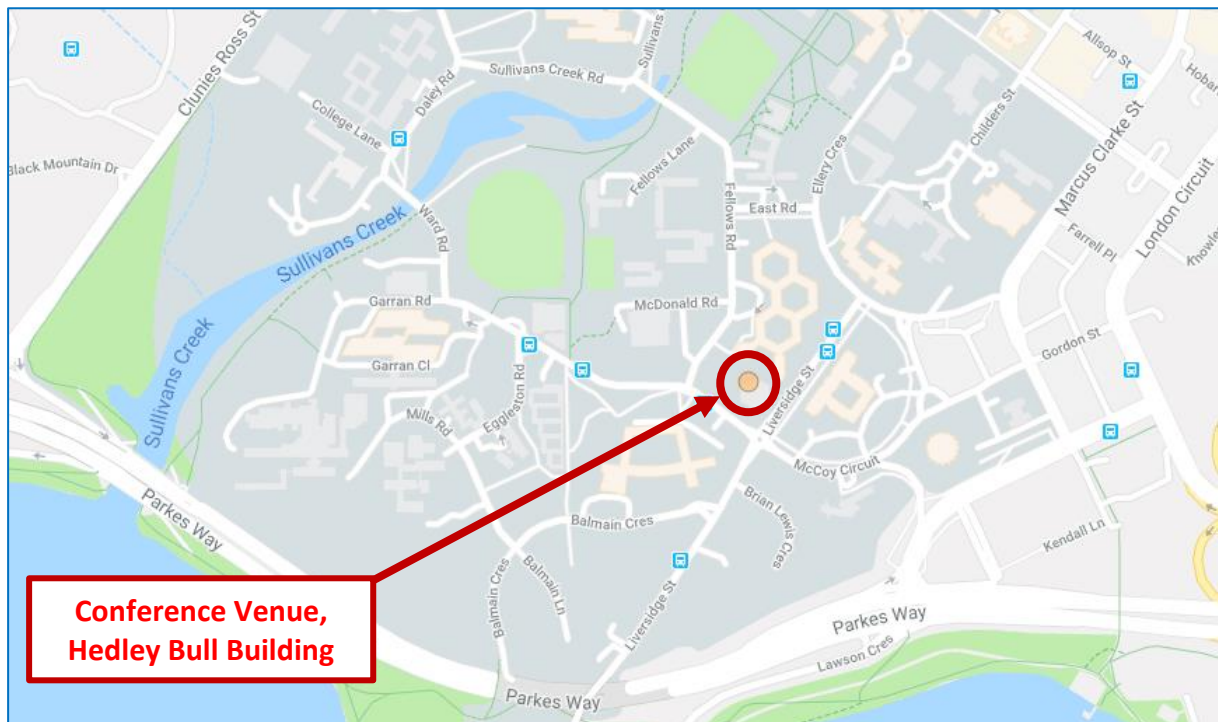 Clunies Ross St
Daley Rd
Sullivans Creek Rd
Sullivans
Allsop St
Hobar
College Lane
Childers St
Marcus Clarke St
Black Mountain Dr
Fellows Lane
Ellery Cres
London Circuit
Ward Rd
Fellows Rd
East Rd
Sullivans Creek
Farrell Pl
Knowle
Garran Rd
McDonald Rd
Gordon St
Sullivans Creek
Garran Cl
Eggleston Rd
Mills Rd
Liversidge St
McCoy Circuit
Parkes Way
Brian Lewis Cres
Balmain Cres
Kendall Ln
Balmain Cres
Balmain Ln
Liversidge St
Parkes Way
Lawson Cres
Parkes Way
Conference Venue,
Hedley Bull Building